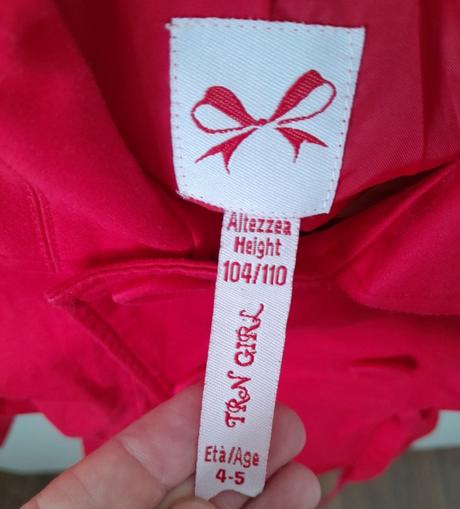 Altezzea
Height
104/110
TRN GIRL
Età/Age
4-5